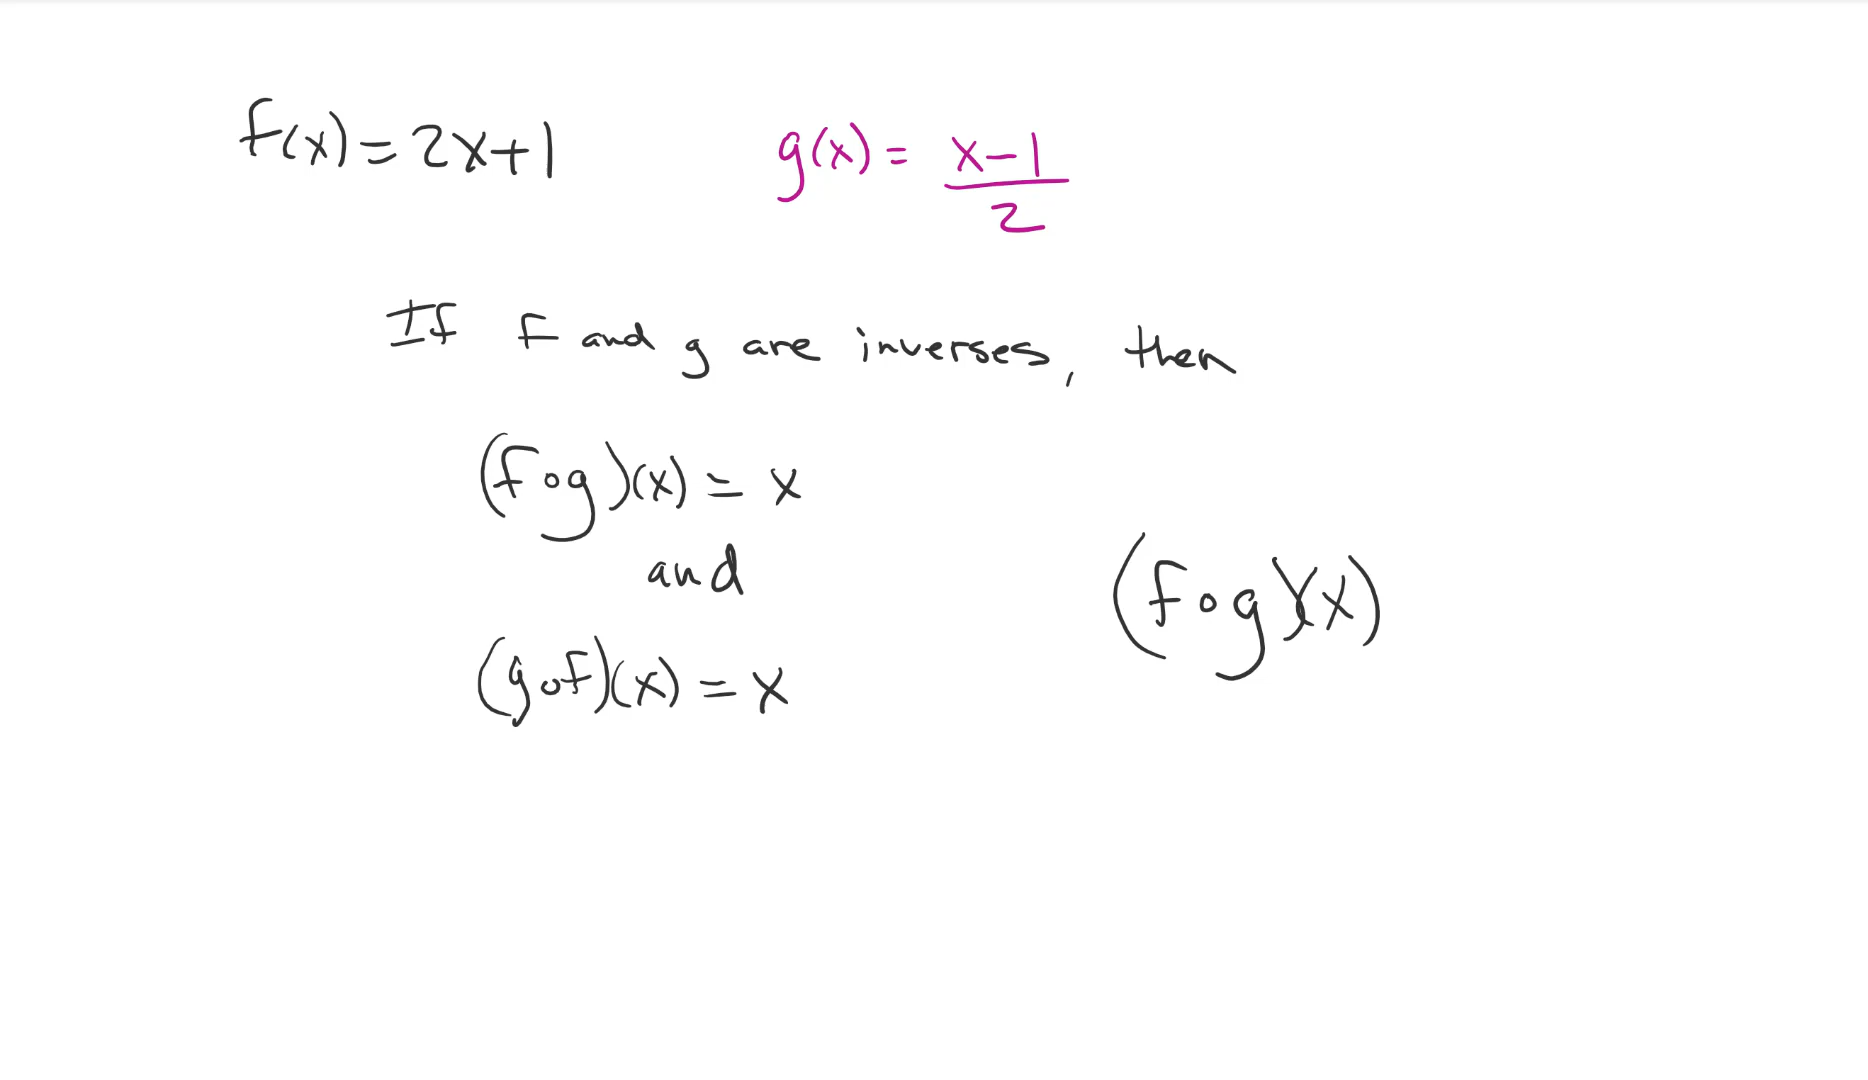 f(x) = 2x+1
g(x) = x-1 / 2
If f and g are inverses, then
(f∘g)(x) = x
and
(f∘g)(x)
(g∘f)(x) = x